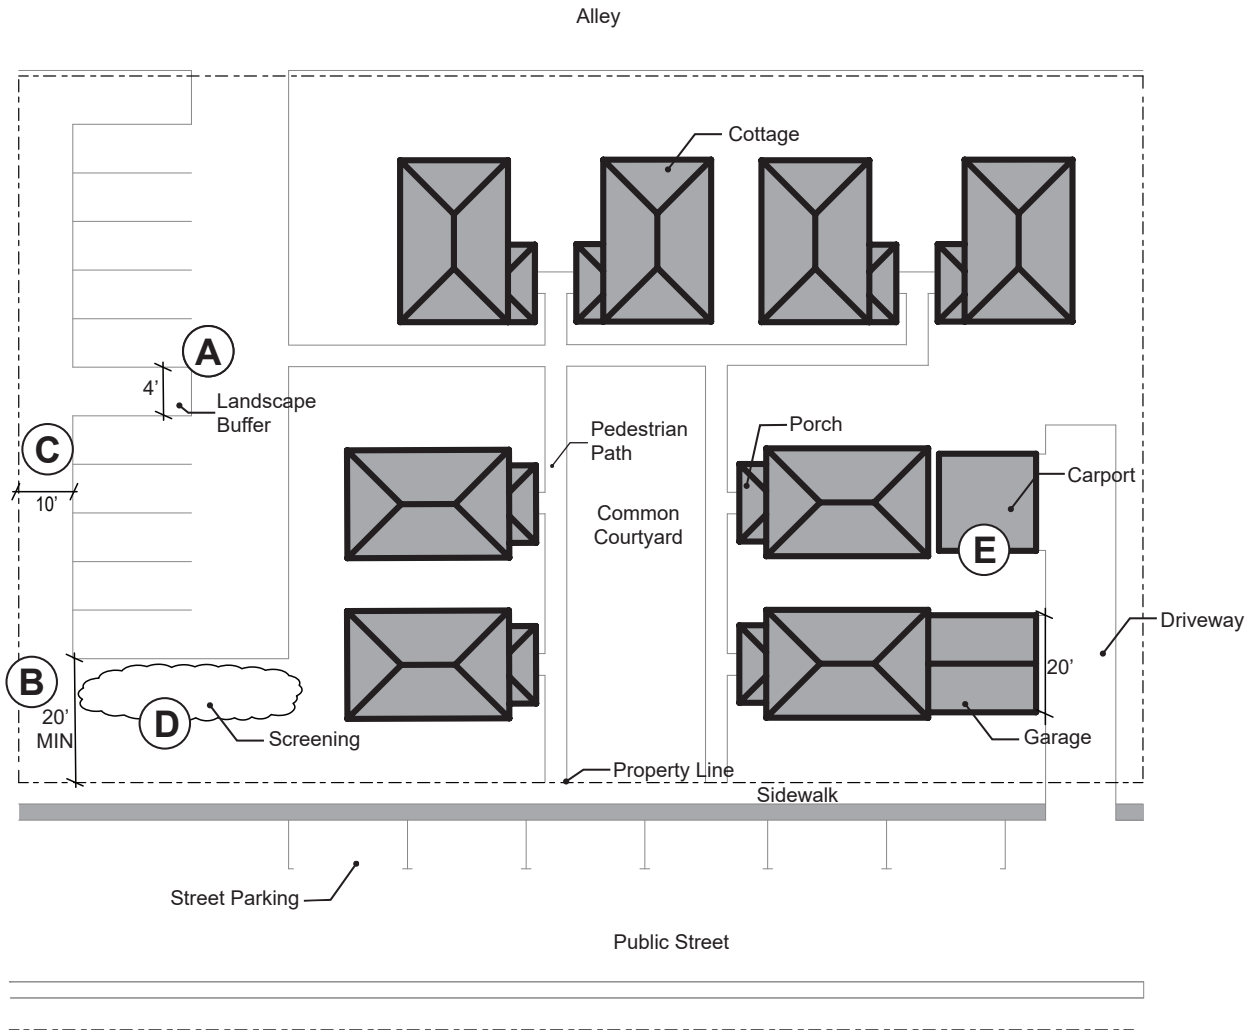 Alley
Cottage
A
4’
Landscape
Buffer
C
10’
Pedestrian
Path
Porch
Common
Courtyard
Carport
E
Driveway
B
20’
MIN
D
Screening
20’
Garage
Property Line
Sidewalk
Street Parking
Public Street